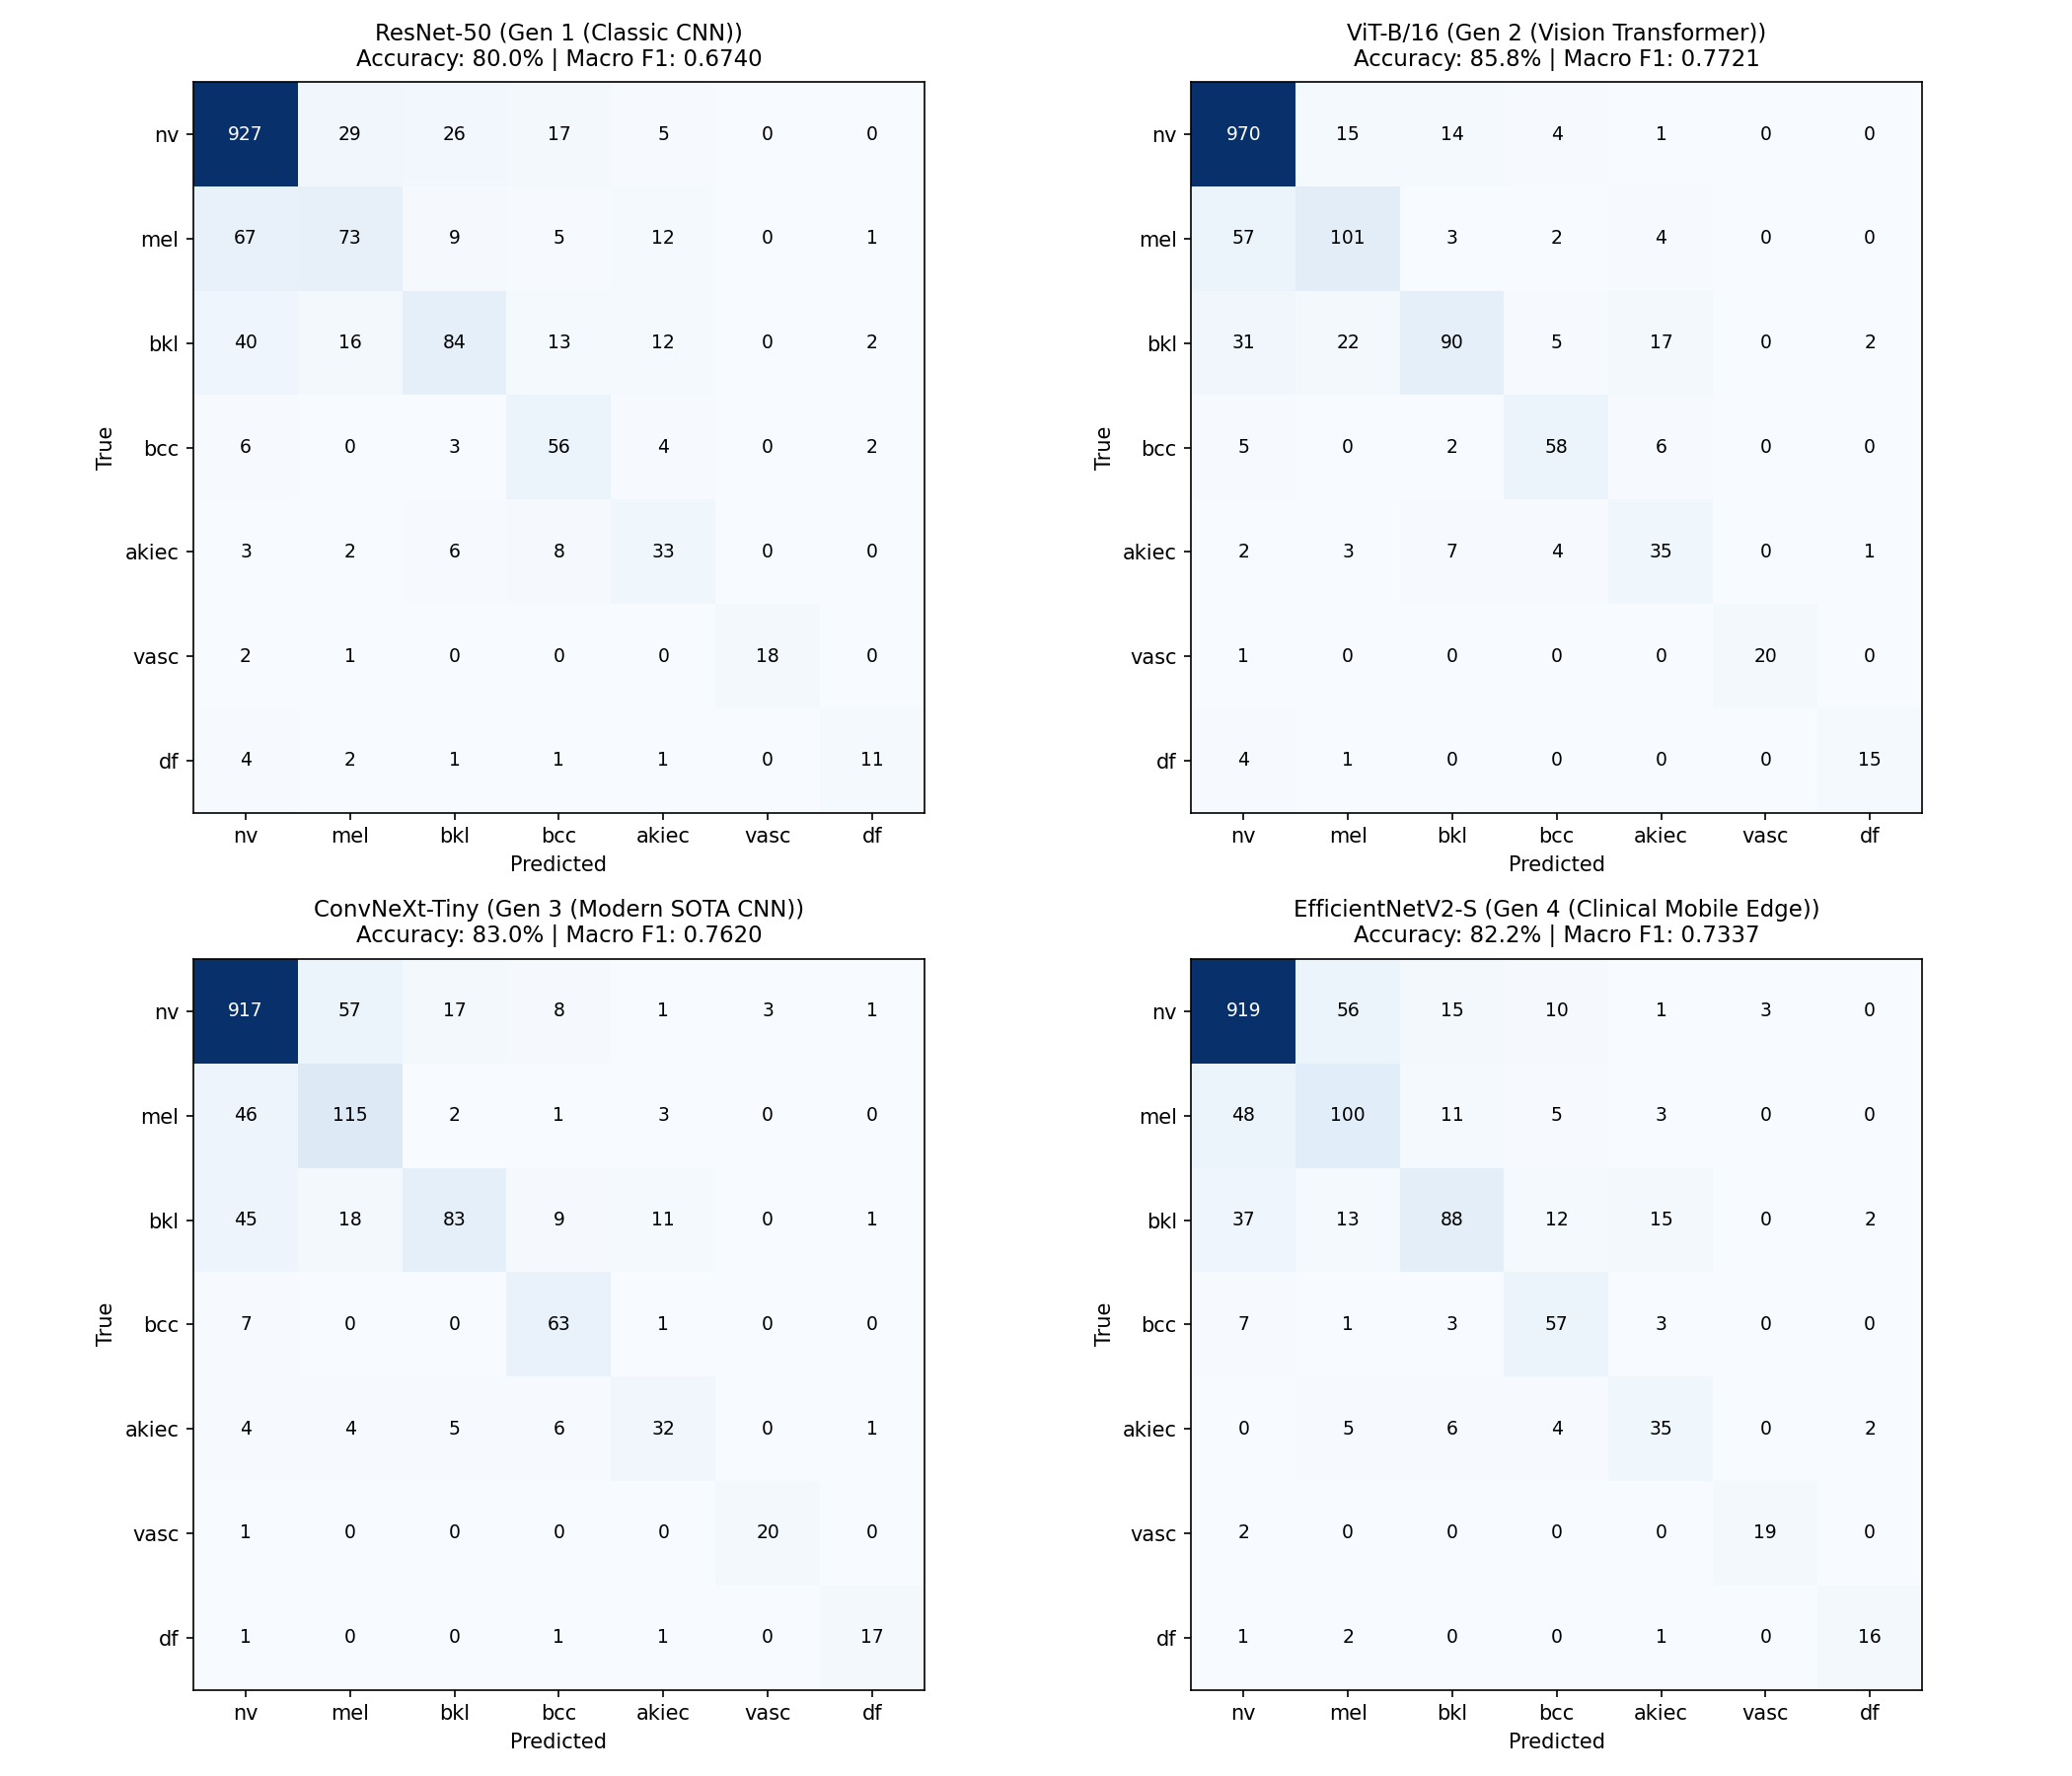 ResNet-50 (Gen 1 (Classic CNN))
Accuracy: 80.0% | Macro F1: 0.6740
nv 927 29 26 17 5 0 0
mel 67 73 9 5 12 0 1
bkl 40 16 84 13 12 0 2
bcc 6 0 3 56 4 0 2
akiec 3 2 6 8 33 0 0
vasc 2 1 0 0 0 18 0
df 4 2 1 1 1 0 11
True
nv mel bkl bcc akiec vasc df
Predicted
ViT-B/16 (Gen 2 (Vision Transformer))
Accuracy: 85.8% | Macro F1: 0.7721
nv 970 15 14 4 1 0 0
mel 57 101 3 2 4 0 0
bkl 31 22 90 5 17 0 2
bcc 5 0 2 58 6 0 0
akiec 2 3 7 4 35 0 1
vasc 1 0 0 0 0 20 0
df 4 1 0 0 0 0 15
True
nv mel bkl bcc akiec vasc df
Predicted
ConvNeXt-Tiny (Gen 3 (Modern SOTA CNN))
Accuracy: 83.0% | Macro F1: 0.7620
nv 917 57 17 8 1 3 1
mel 46 115 2 1 3 0 0
bkl 45 18 83 9 11 0 1
bcc 7 0 0 63 1 0 0
akiec 4 4 5 6 32 0 1
vasc 1 0 0 0 0 20 0
df 1 0 0 1 1 0 17
True
nv mel bkl bcc akiec vasc df
Predicted
EfficientNetV2-S (Gen 4 (Clinical Mobile Edge))
Accuracy: 82.2% | Macro F1: 0.7337
nv 919 56 15 10 1 3 0
mel 48 100 11 5 3 0 0
bkl 37 13 88 12 15 0 2
bcc 7 1 3 57 3 0 0
akiec 0 5 6 4 35 0 2
vasc 2 0 0 0 0 19 0
df 1 2 0 0 1 0 16
True
nv mel bkl bcc akiec vasc df
Predicted